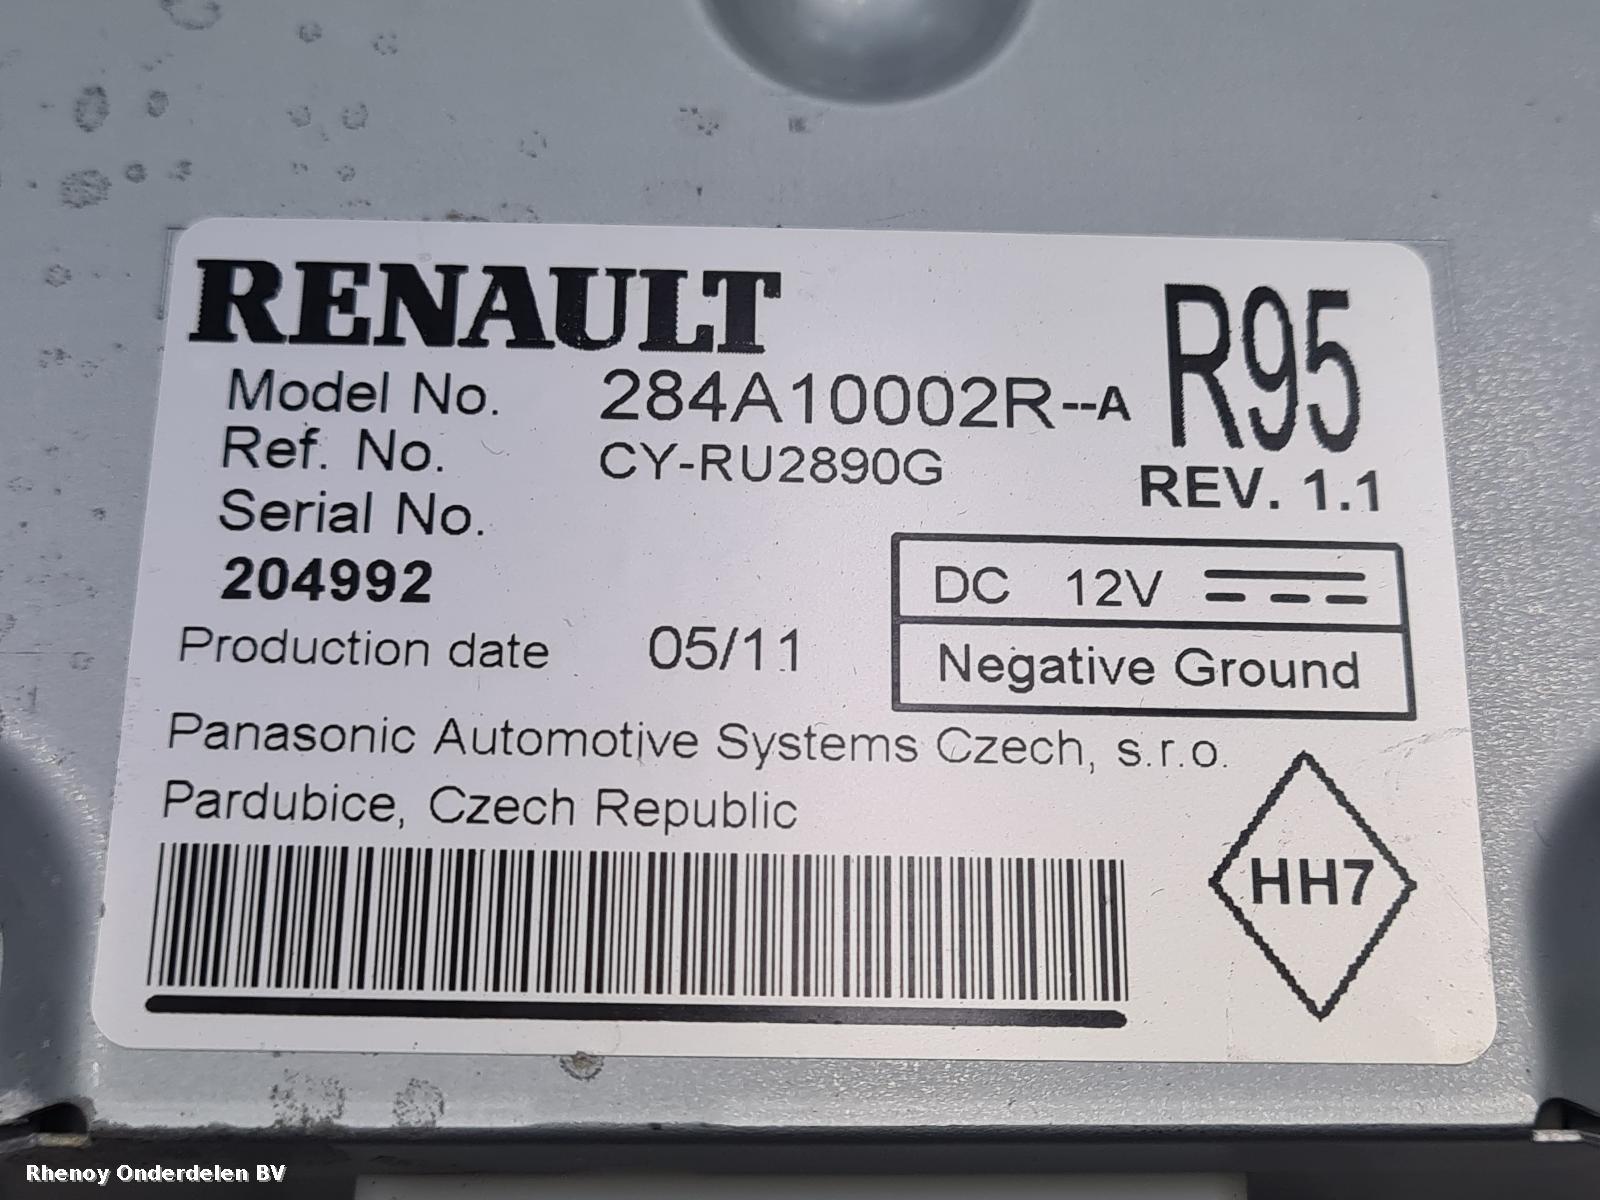 RENAULT
R95
Model No. 284A10002R--A
Ref. No. CY-RU2890G
REV. 1.1
Serial No.
204992
DC 12V
Production date 05/11
Negative Ground
Panasonic Automotive Systems Czech, s.r.o.
Pardubice, Czech Republic
HH7
Rhenoy Onderdelen BV